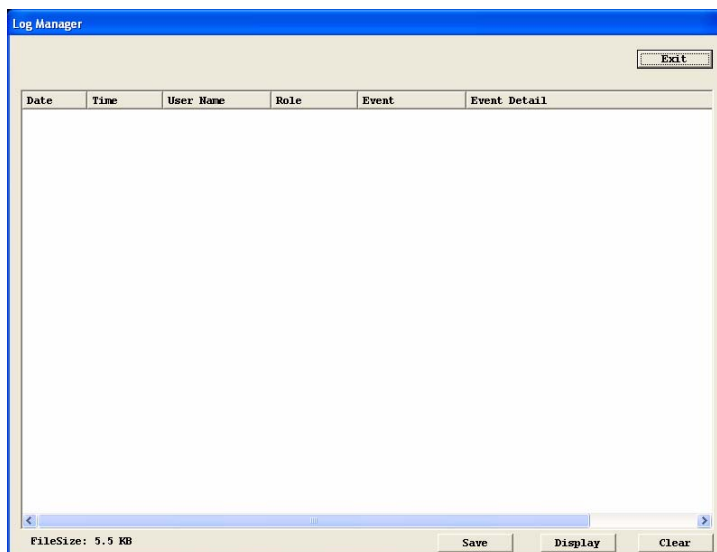 Log Manager
Exit
Date Time User Name Role Event Event Detail
FileSize: 5.5 KB Save Display Clear